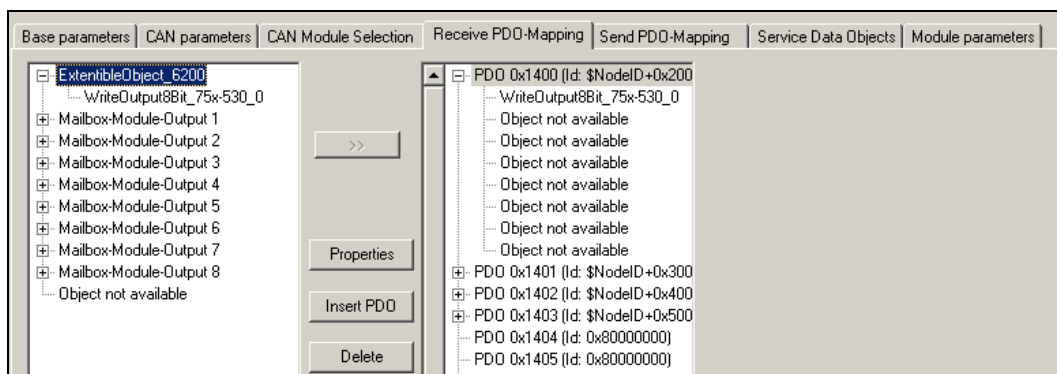 Base parameters CAN parameters CAN Module Selection Receive PDO-Mapping Send PDO-Mapping Service Data Objects Module parameters
ExtentibleObject_6200
WriteOutput8Bit_75x-530_0
Mailbox-Module-Output 1
Mailbox-Module-Output 2
Mailbox-Module-Output 3
Mailbox-Module-Output 4
Mailbox-Module-Output 5
Mailbox-Module-Output 6
Mailbox-Module-Output 7
Mailbox-Module-Output 8
Object not available
>>
Properties
Insert PDO
Delete
PDO 0x1400 (Id: $NodeID+0x200
WriteOutput8Bit_75x-530_0
Object not available
Object not available
Object not available
Object not available
Object not available
Object not available
Object not available
PDO 0x1401 (Id: $NodeID+0x300
PDO 0x1402 (Id: $NodeID+0x400
PDO 0x1403 (Id: $NodeID+0x500
PDO 0x1404 (Id: 0x80000000)
PDO 0x1405 (Id: 0x80000000)